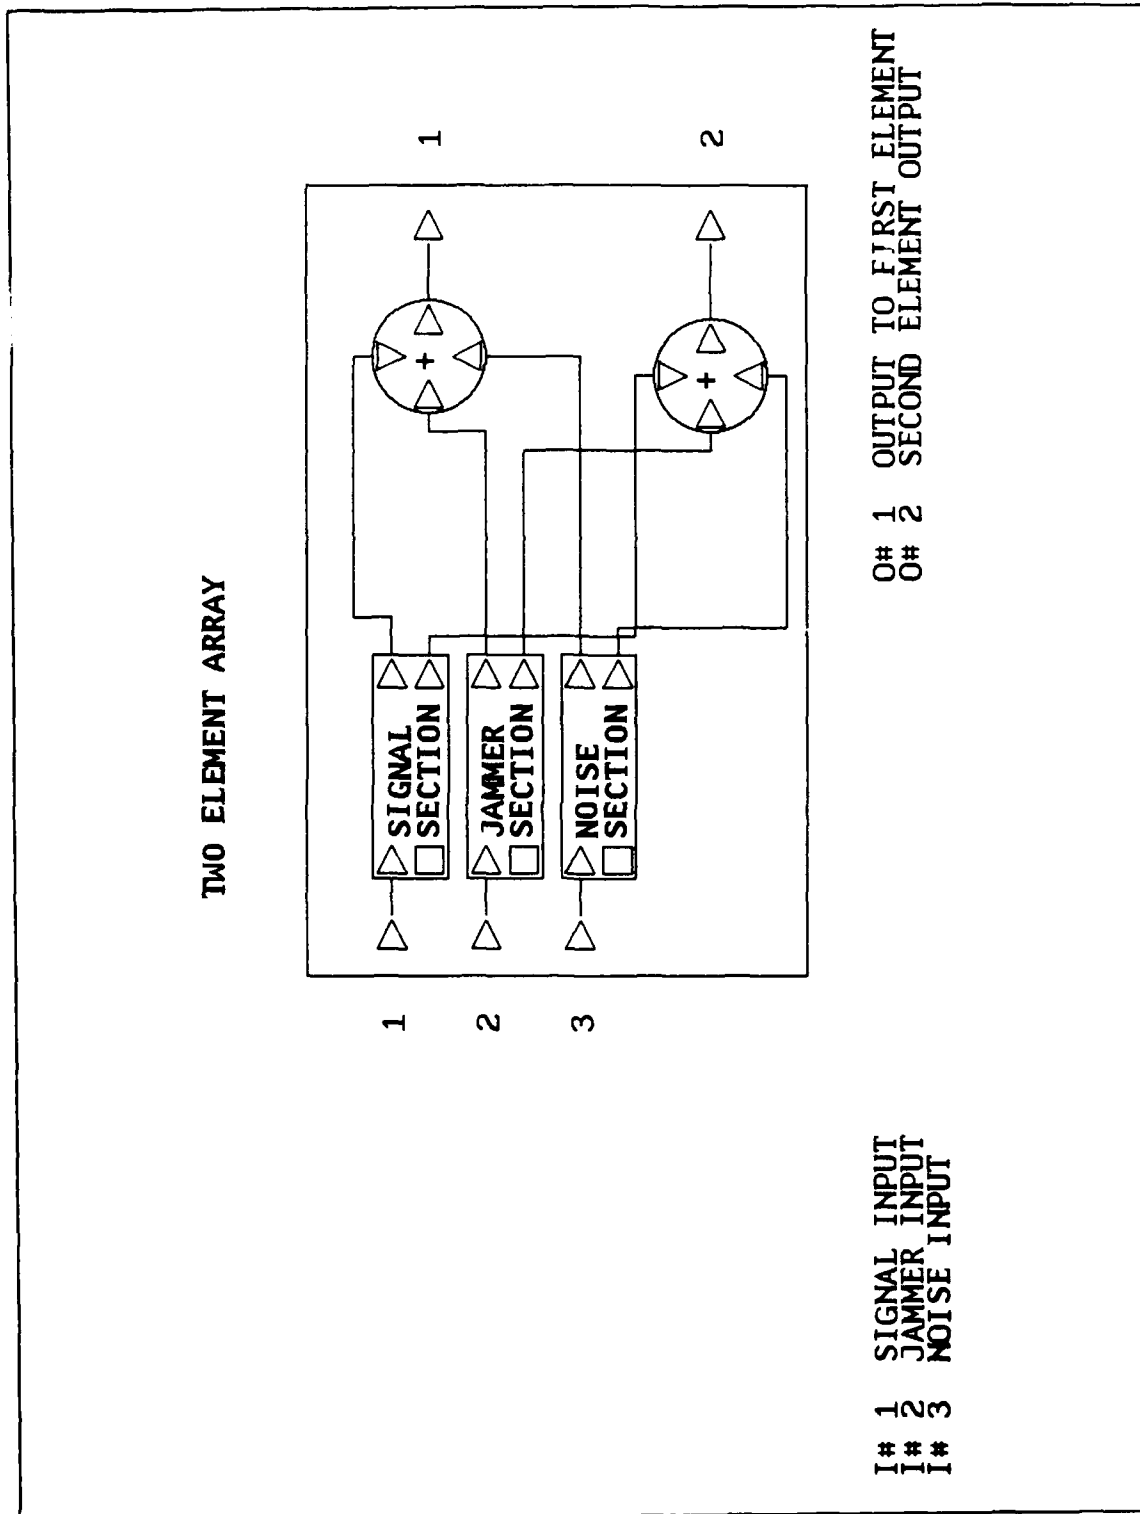 TWO ELEMENT ARRAY
1
SIGNAL
SECTION
+
1
2
JAMMER
SECTION
3
NOISE
SECTION
+
2
I# 1 SIGNAL INPUT
I# 2 JAMMER INPUT
I# 3 NOISE INPUT
O# 1 OUTPUT TO FIRST ELEMENT
O# 2 SECOND ELEMENT OUTPUT